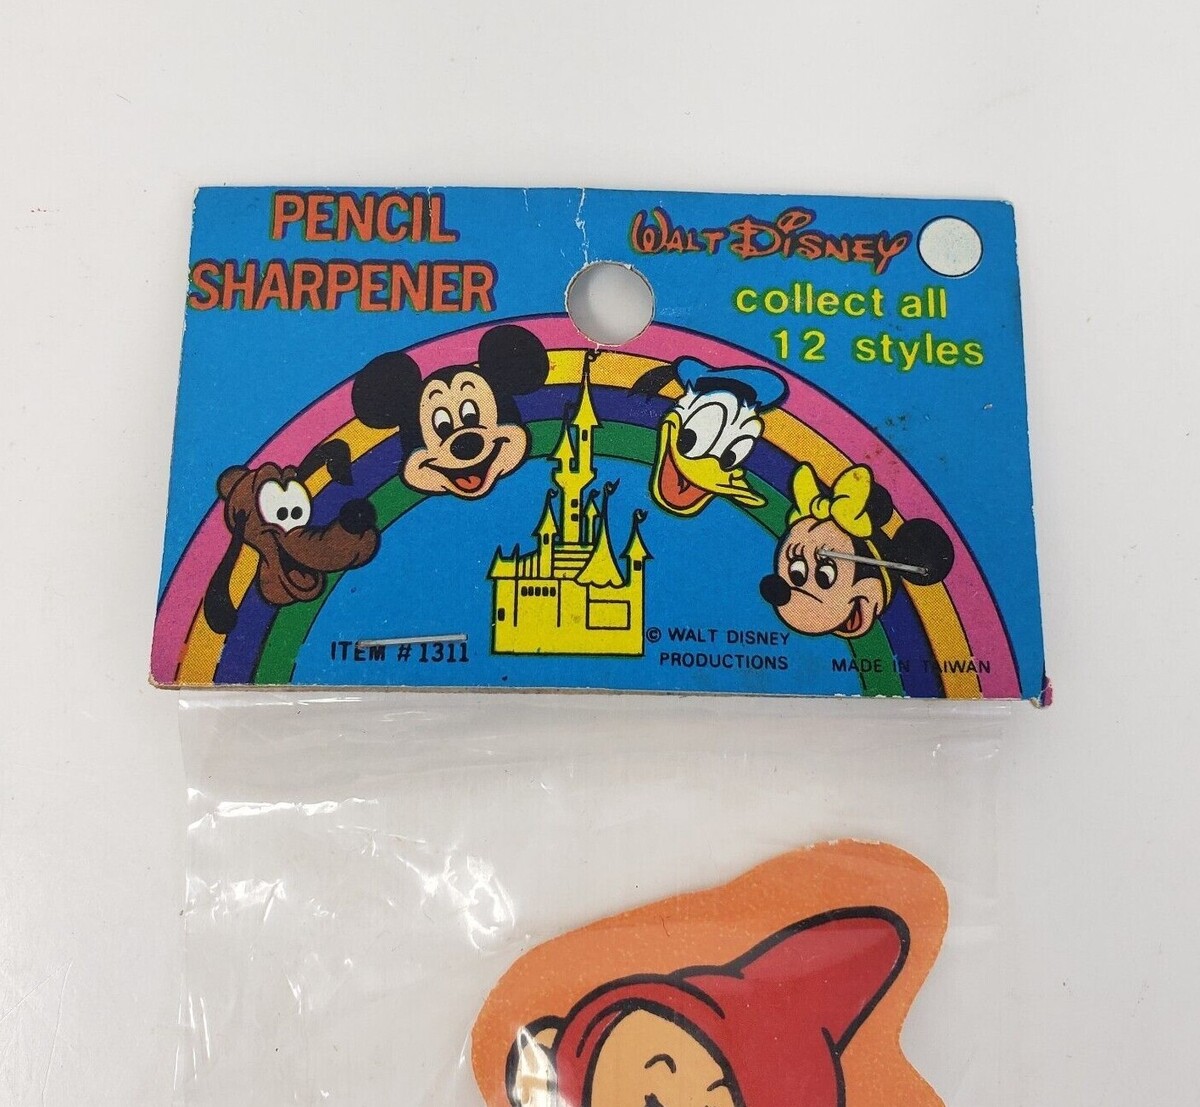 PENCIL
SHARPENER
WALT DISNEY
collect all
12 styles
ITEM #1311
© WALT DISNEY
PRODUCTIONS
MADE IN TAIWAN